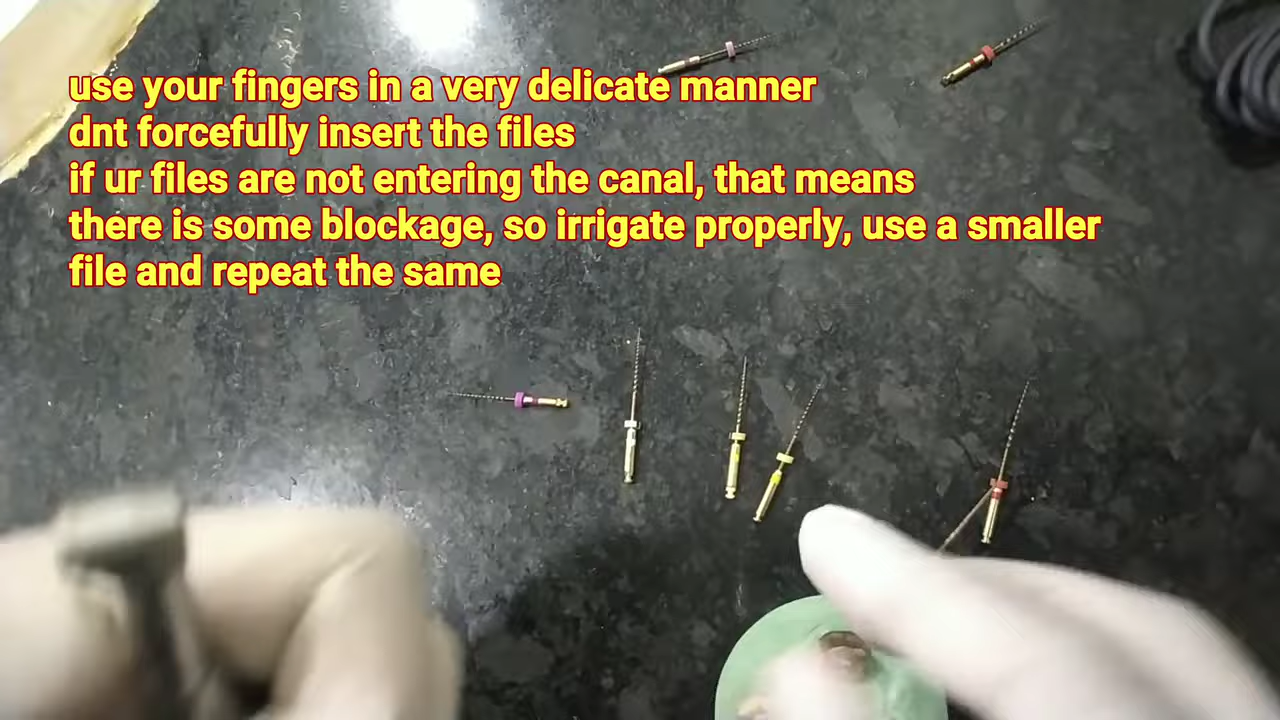 use your fingers in a very delicate manner
dnt forcefully insert the files
if ur files are not entering the canal, that means
there is some blockage, so irrigate properly, use a smaller
file and repeat the same